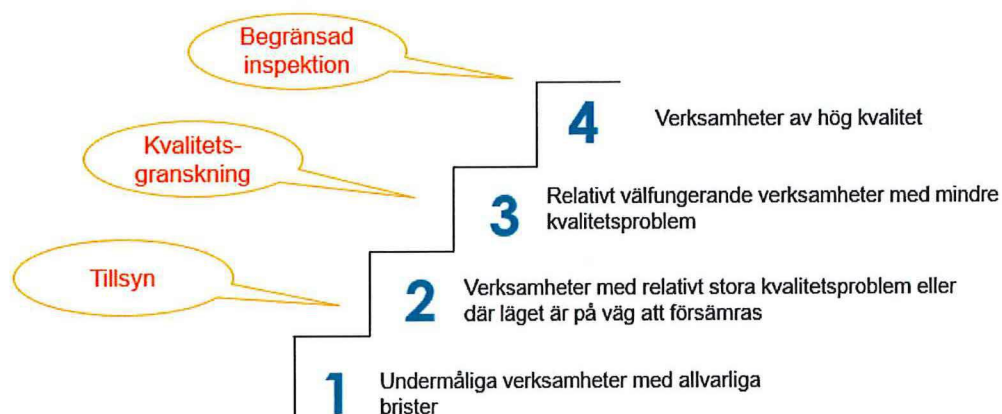 Begränsad
inspektion
4
Verksamheter av hög kvalitet
Kvalitets-
granskning
3
Relativt välfungerande verksamheter med mindre
kvalitetsproblem
Tillsyn
2
Verksamheter med relativt stora kvalitetsproblem eller
där läget är på väg att försämras
1
Undermåliga verksamheter med allvarliga
brister